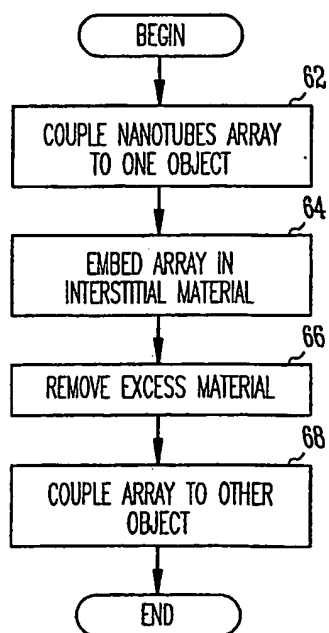 BEGIN
62
COUPLE NANOTUBES ARRAY
TO ONE OBJECT
64
EMBED ARRAY IN
INTERSTITIAL MATERIAL
66
REMOVE EXCESS MATERIAL
68
COUPLE ARRAY TO OTHER
OBJECT
END